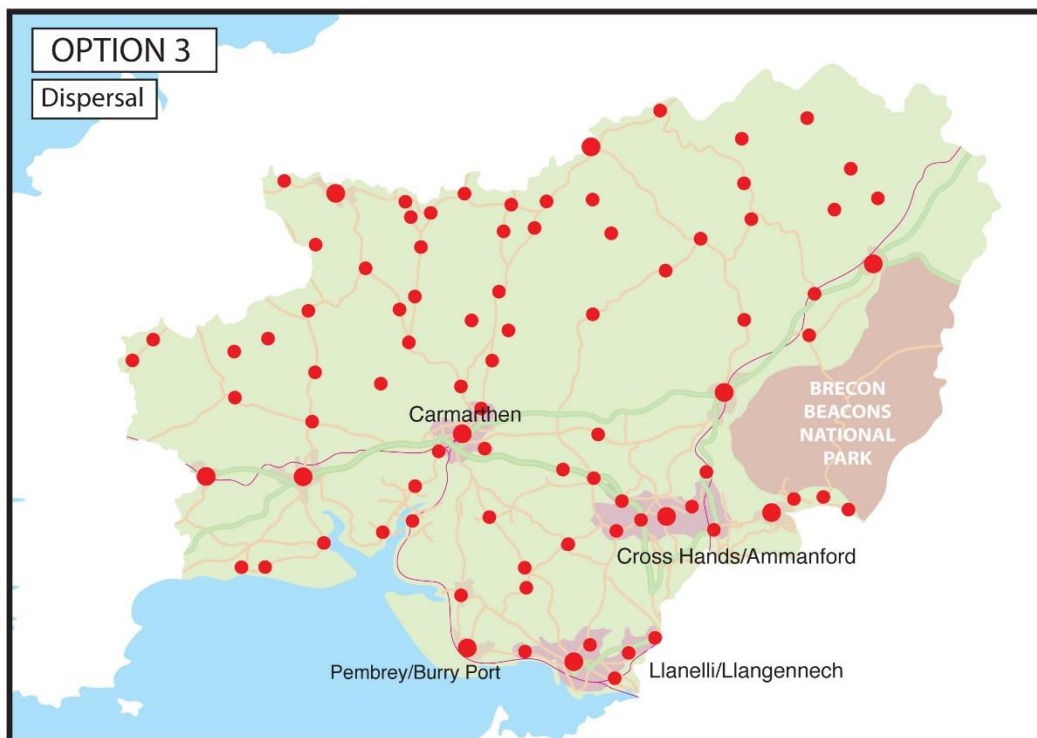 OPTION 3
Dispersal
Carmarthen
BRECON
BEACONS
NATIONAL
PARK
Cross Hands/Ammanford
Pembrey/Burry Port
Llanelli/Llangennech